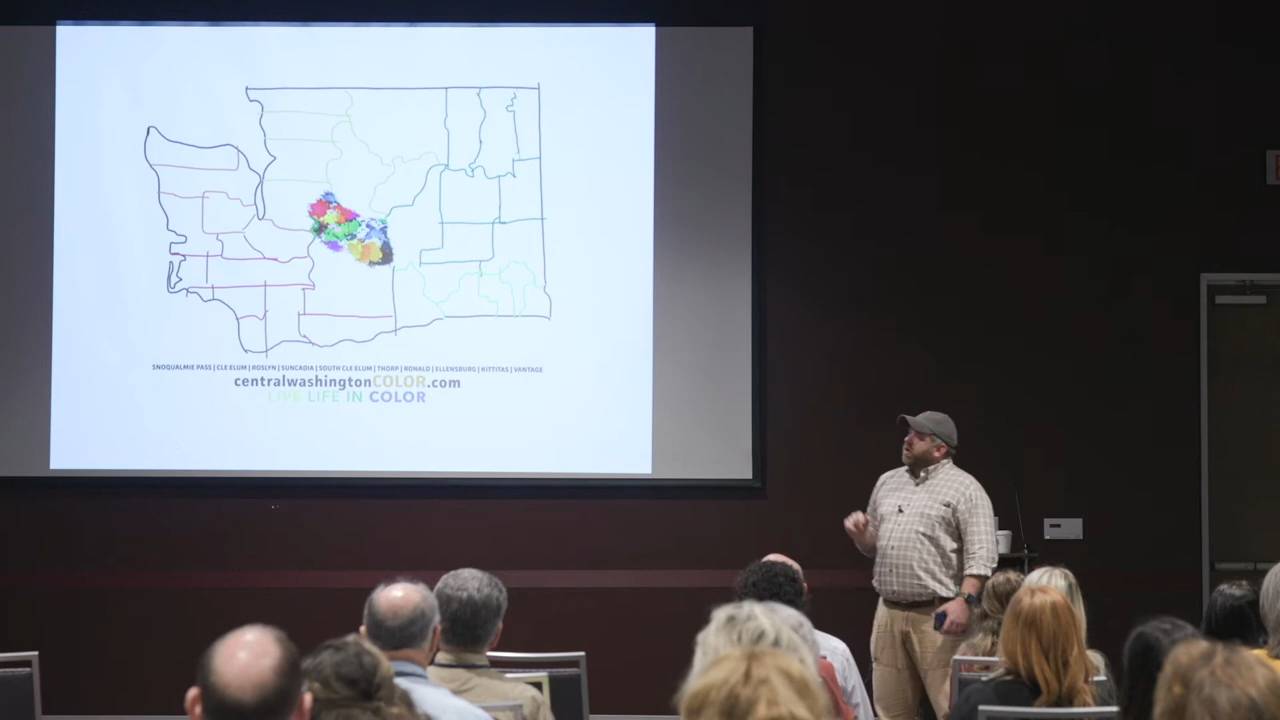 SNOQUALMIE PASS | CLE ELUM | ROSLYN | SUNCADIA | SOUTH CLE ELUM | THORP | RONALD | ELLENSBURG | KITTITAS | VANTAGE
centralwashingtonCOLOR.com
LIVE LIFE IN COLOR